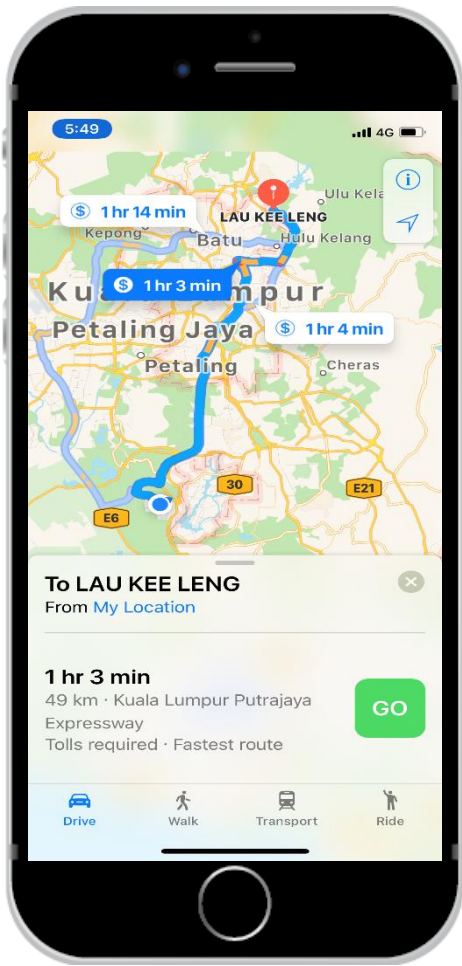 5:49
4G
$ 1 hr 14 min
Ulu Kela
LAU KEE LENG
Kepong
Batu
Hulu Kelang
$ 1 hr 3 min
Ku mpur
Petaling Jaya
$ 1 hr 4 min
Petaling
Cheras
30
E21
E6
To LAU KEE LENG
From My Location
1 hr 3 min
49 km · Kuala Lumpur Putrajaya
Expressway
Tolls required · Fastest route
GO
Drive
Walk
Transport
Ride